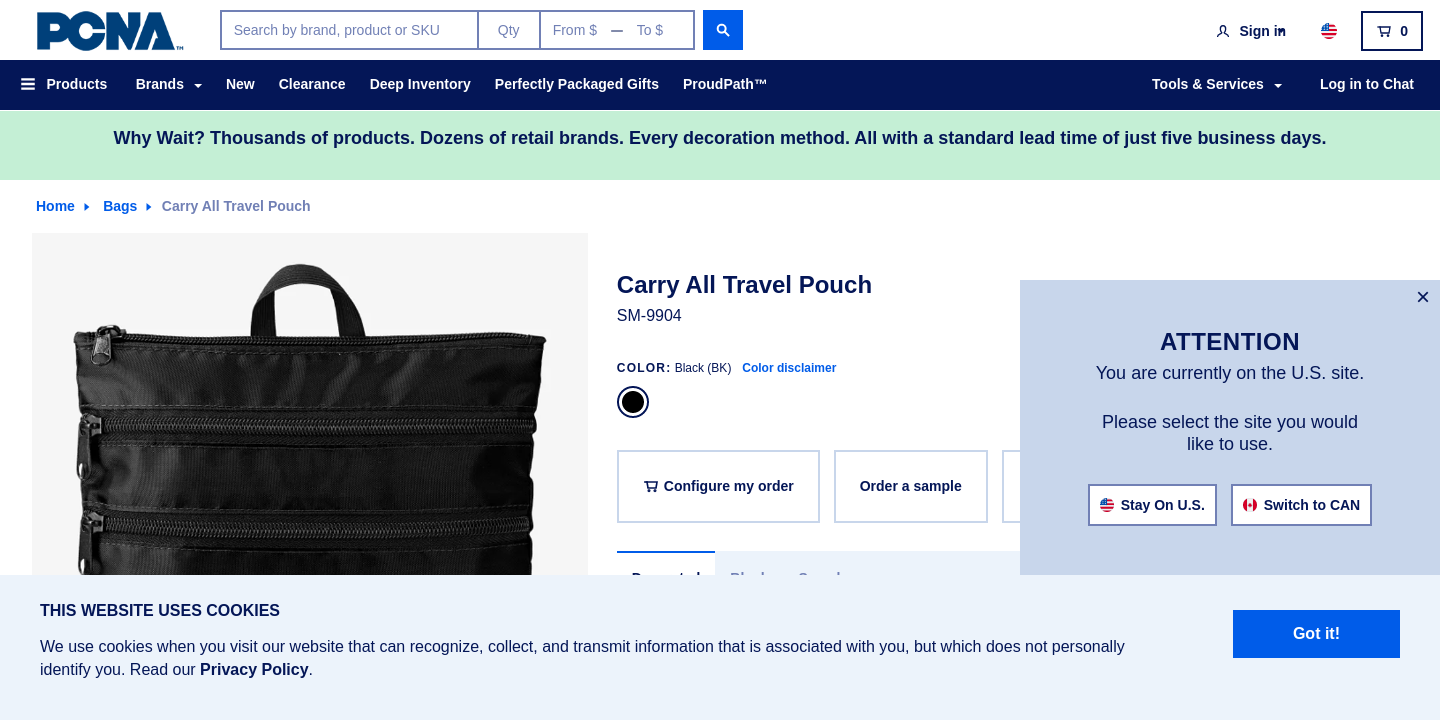 PCNA™
Search by brand, product or SKU
Qty
From $ — To $
Sign in
0
Products
Brands
New
Clearance
Deep Inventory
Perfectly Packaged Gifts
ProudPath™
Tools & Services
Log in to Chat
Why Wait? Thousands of products. Dozens of retail brands. Every decoration method. All with a standard lead time of just five business days.
Home
Bags
Carry All Travel Pouch
Carry All Travel Pouch
SM-9904
COLOR: Black (BK) Color disclaimer
Configure my order
Order a sample
×
ATTENTION
You are currently on the U.S. site.
Please select the site you would
like to use.
Stay On U.S.
Switch to CAN
THIS WEBSITE USES COOKIES
We use cookies when you visit our website that can recognize, collect, and transmit information that is associated with you, but which does not personally
identify you. Read our Privacy Policy.
Got it!